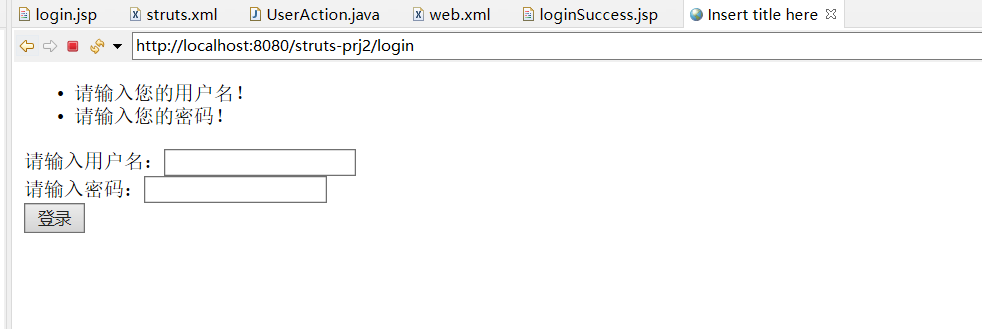 login.jsp struts.xml UserAction.java web.xml loginSuccess.jsp Insert title here
http://localhost:8080/struts-prj2/login
• 请输入您的用户名！
• 请输入您的密码！
请输入用户名：
请输入密码：
登录